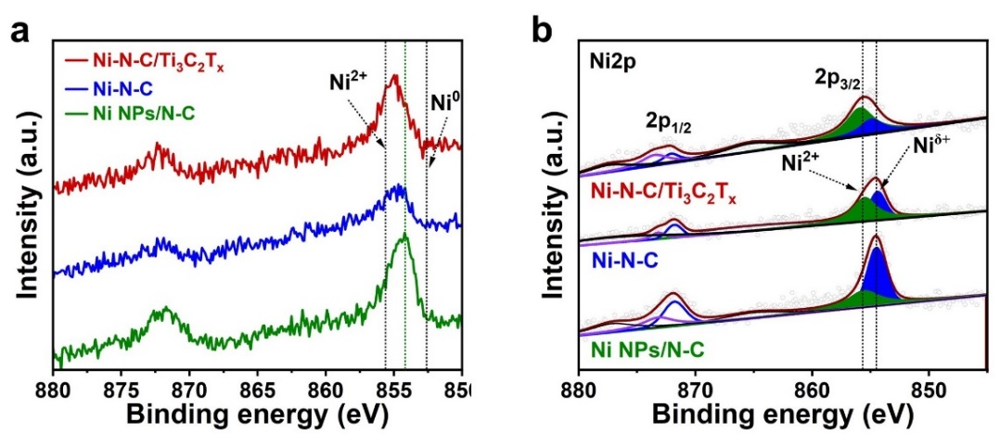 a
Ni-N-C/Ti3C2Tx
Ni-N-C
Ni NPs/N-C
Ni2+
Ni0
Intensity (a.u.)
880 875 870 865 860 855 850
Binding energy (eV)
b
Ni2p
2p3/2
2p1/2
Ni2+
Niδ+
Ni-N-C/Ti3C2Tx
Ni-N-C
Ni NPs/N-C
Intensity (a.u.)
880 870 860 850
Binding energy (eV)